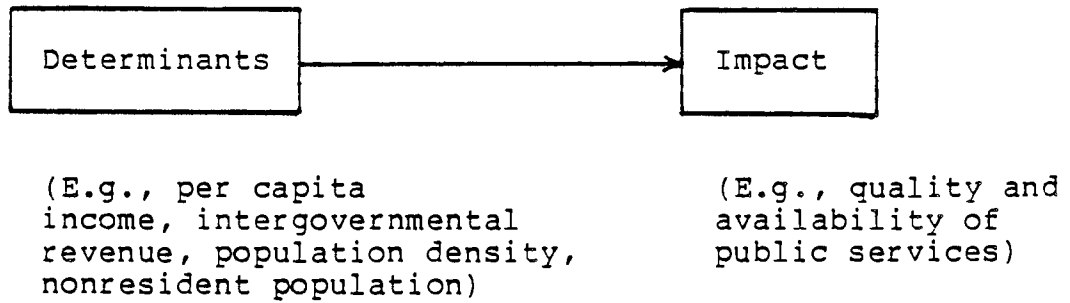 Determinants
Impact
(E.g., per capita
income, intergovernmental
revenue, population density,
nonresident population)
(E.g., quality and
availability of
public services)